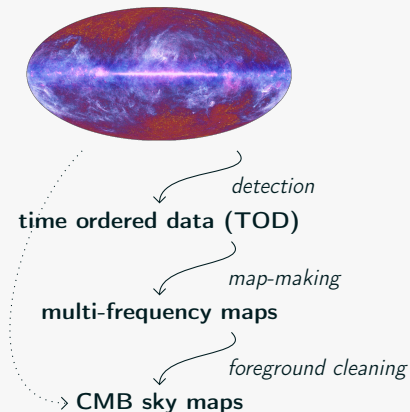 detection
time ordered data (TOD)
map-making
multi-frequency maps
foreground cleaning
CMB sky maps